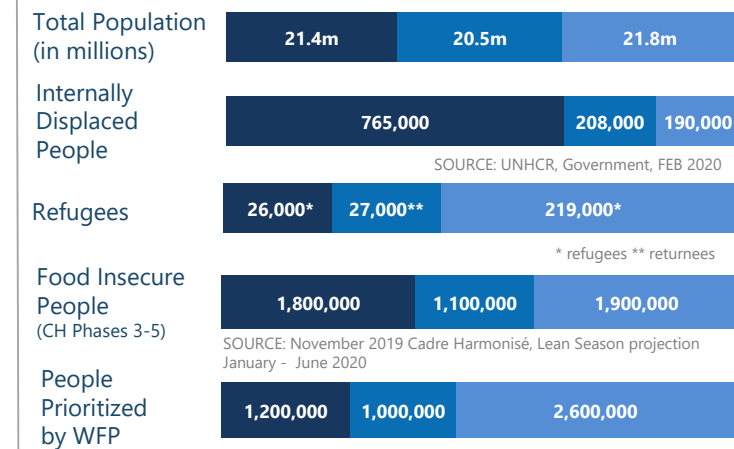 Total Population
(in millions)
21.4m 20.5m 21.8m
Internally
Displaced
People
765,000 208,000 190,000
SOURCE: UNHCR, Government, FEB 2020
Refugees
26,000* 27,000** 219,000*
* refugees ** returnees
Food Insecure
People
(CH Phases 3-5)
1,800,000 1,100,000 1,900,000
SOURCE: November 2019 Cadre Harmonisé, Lean Season projection
January - June 2020
People
Prioritized
by WFP
1,200,000 1,000,000 2,600,000